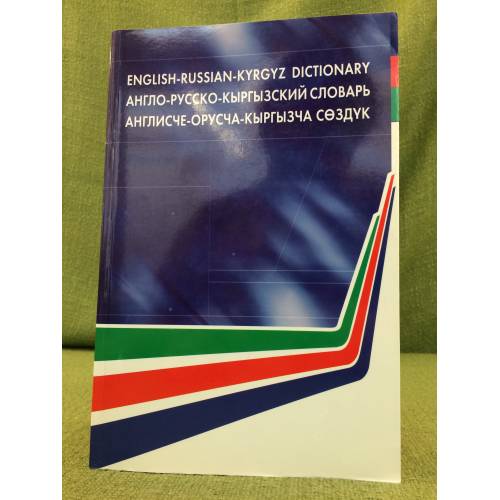 ENGLISH-RUSSIAN-KYRGYZ DICTIONARY
АНГЛО-РУССКО-КЫРГЫЗСКИЙ СЛОВАРЬ
АНГЛИСЧЕ-ОРУСЧА-КЫРГЫЗЧА СӨЗДҮК